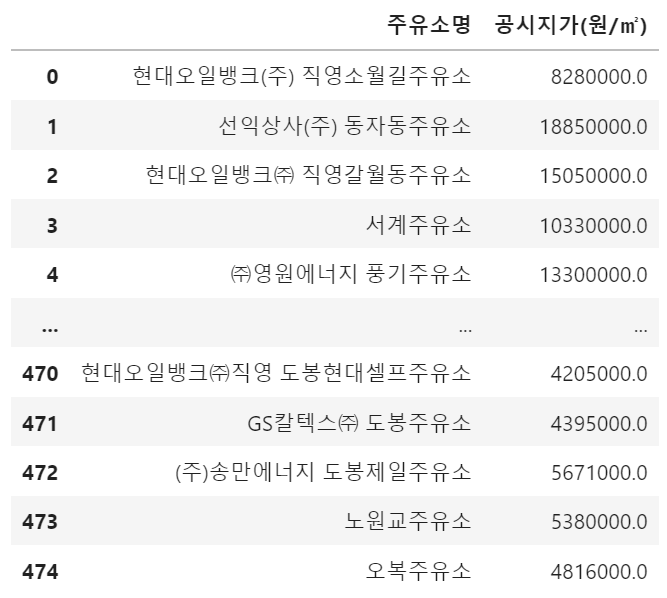 주유소명 공시지가(원/㎡)
0 현대오일뱅크(주) 직영소월길주유소 8280000.0
1 선익상사(주) 동자동주유소 18850000.0
2 현대오일뱅크㈜ 직영갈월동주유소 15050000.0
3 서계주유소 10330000.0
4 ㈜영원에너지 풍기주유소 13300000.0
... ... ...
470 현대오일뱅크㈜직영 도봉현대셀프주유소 4205000.0
471 GS칼텍스㈜ 도봉주유소 4395000.0
472 (주)송만에너지 도봉제일주유소 5671000.0
473 노원교주유소 5380000.0
474 오복주유소 4816000.0